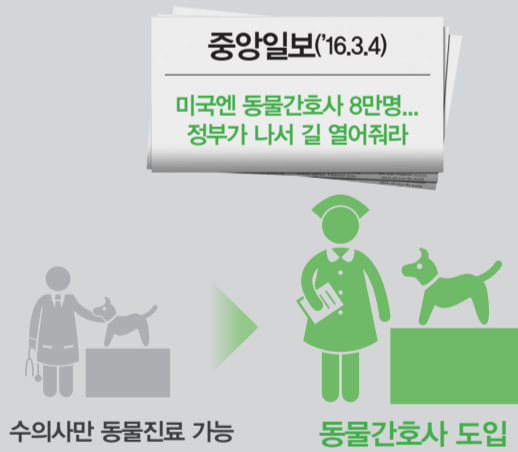 중앙일보('16.3.4)
미국엔 동물간호사 8만명...
정부가 나서 길 열어줘라
수의사만 동물진료 가능
동물간호사 도입